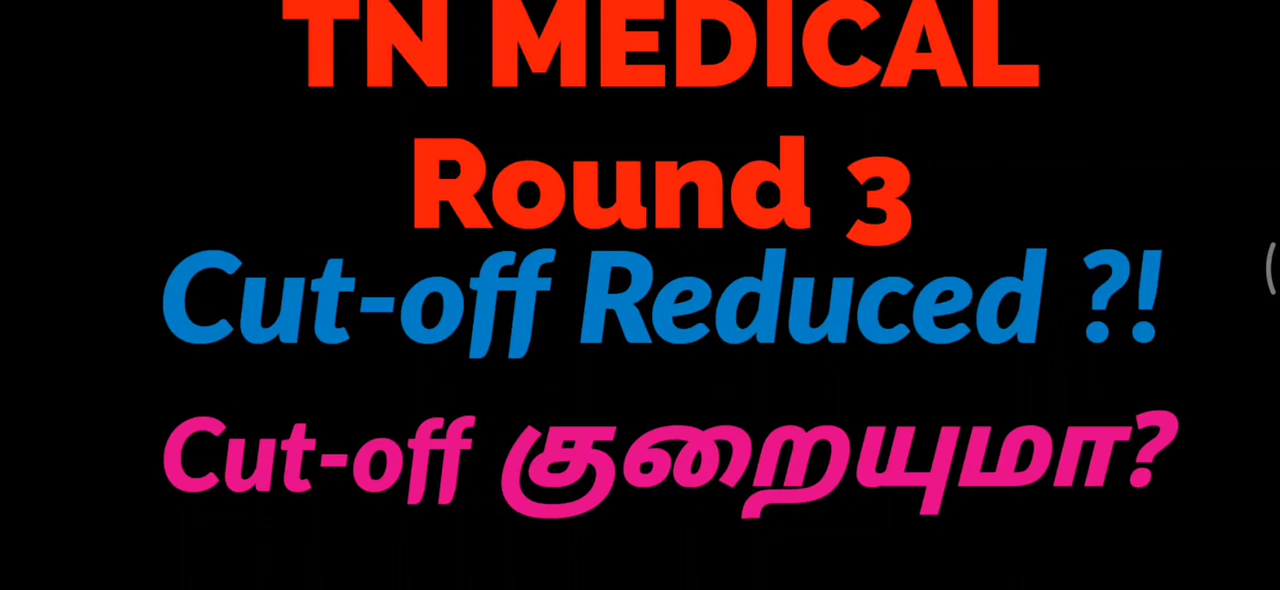 TN MEDICAL
Round 3
Cut-off Reduced ?!
Cut-off குறையுமா?